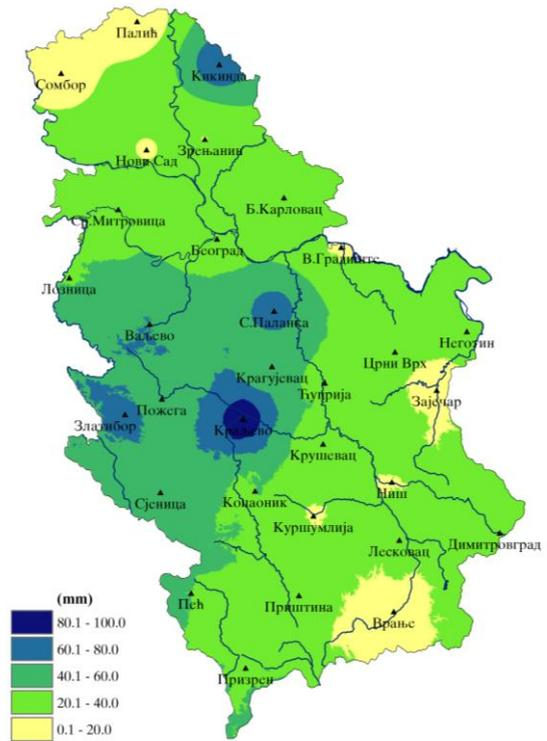 Палић
Сомбор
Кикинда
Нови Сад
Зрењанин
Ср.Митровица
Б.Карловац
Београд
В.Градиште
Лозница
С.Паланка
Ваљево
Неготин
Црни Врх
Крагујевац
Ћуприја
Зајечар
Пожега
Златибор
Краљево
Крушевац
Ниш
Сјеница
Копаоник
Куршумлија
Димитровград
Лесковац
Пећ
Приштина
Врање
Призрен
(mm)
80.1 - 100.0
60.1 - 80.0
40.1 - 60.0
20.1 - 40.0
0.1 - 20.0